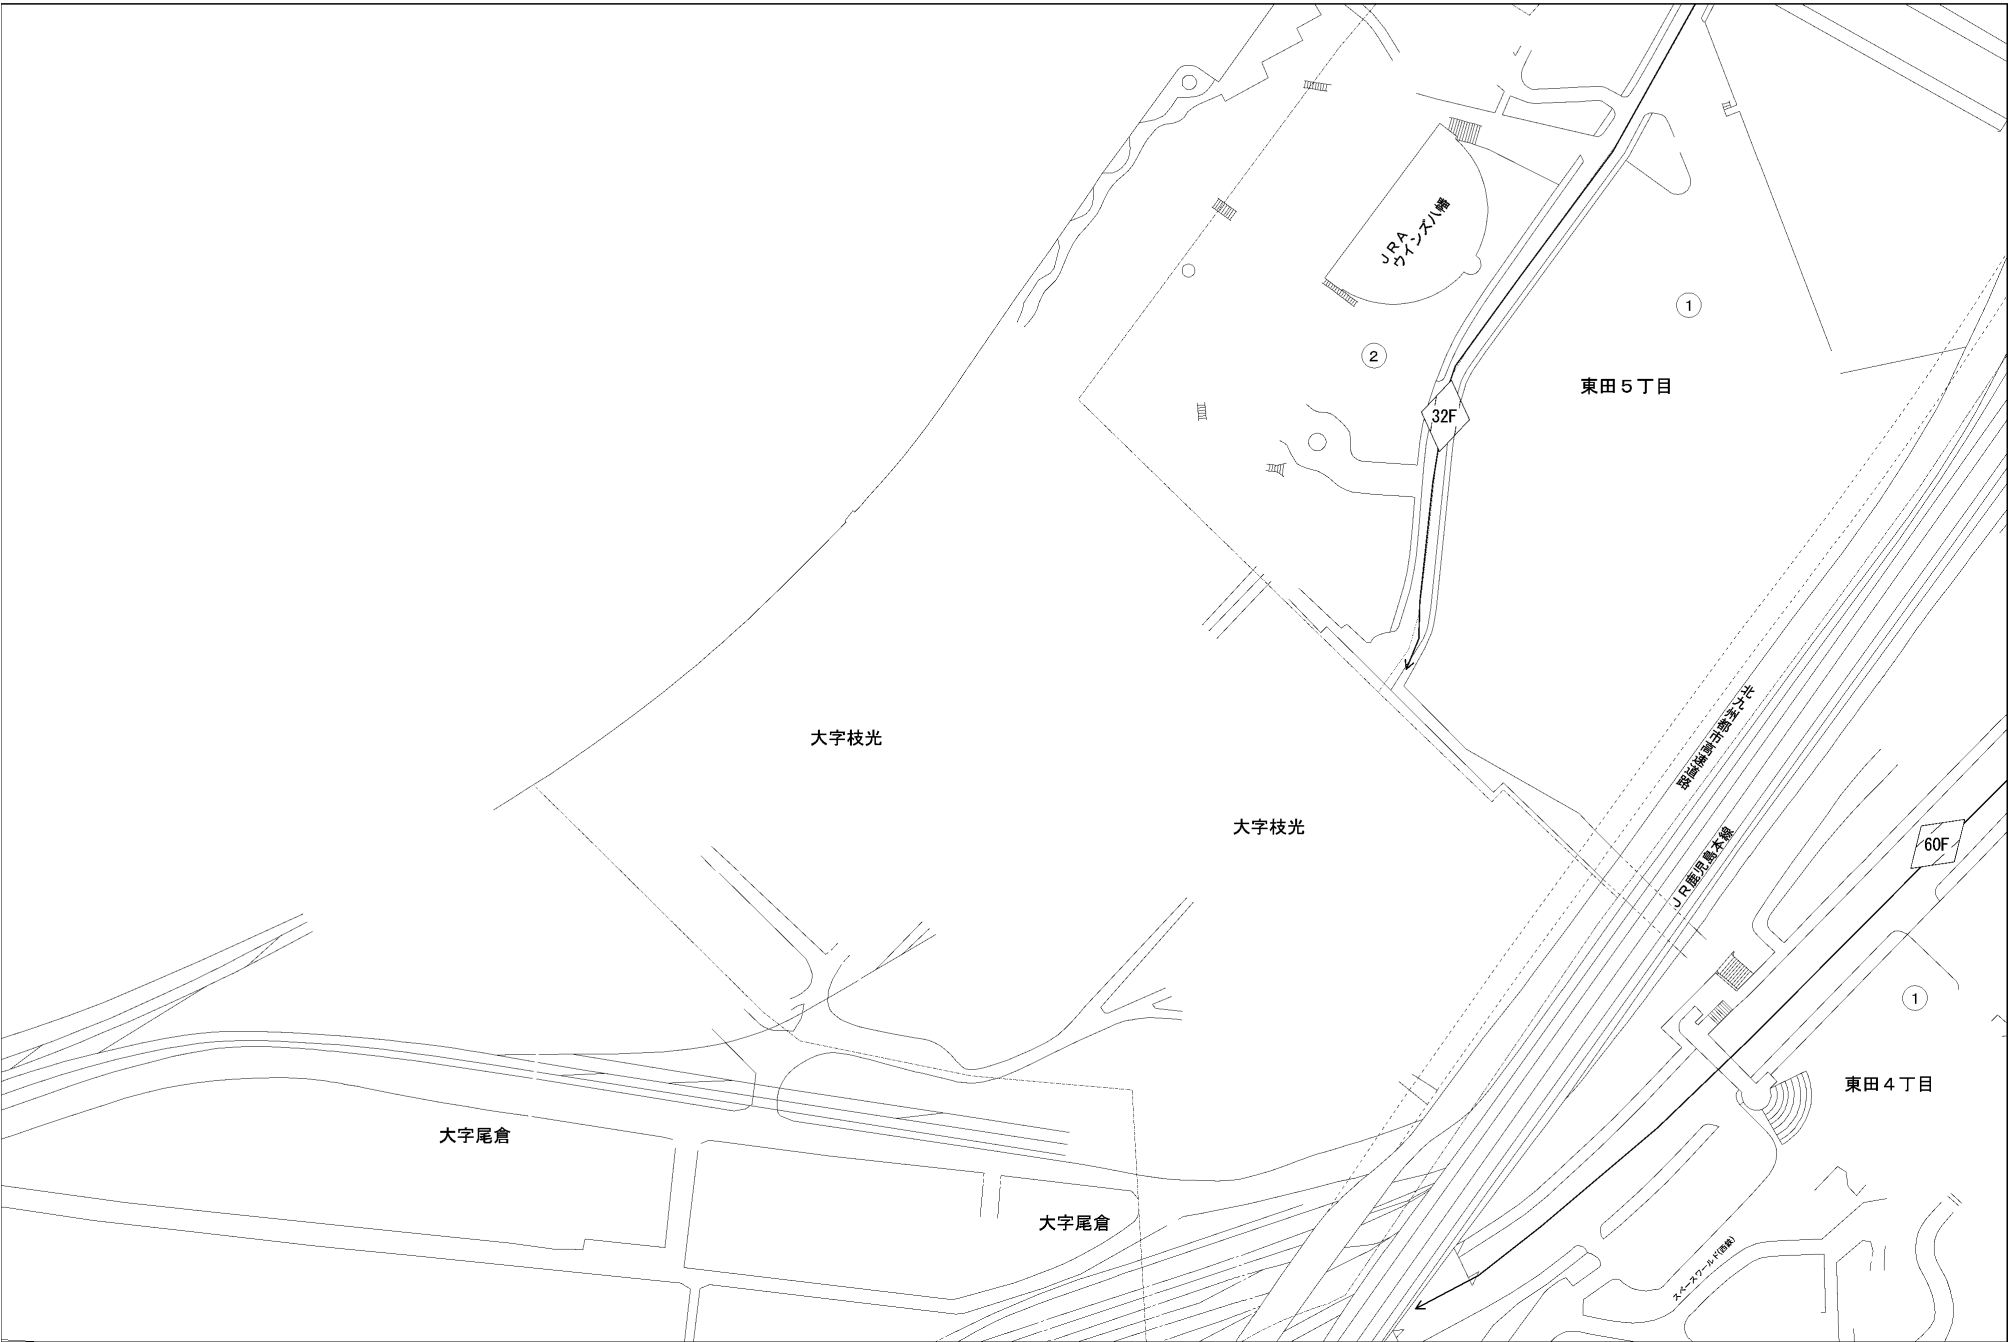 JRA
ウインズ八幡
①
②
東田5丁目
32F
北九州都市高速道路
大字枝光
大字枝光
JR鹿児島本線
60F
①
東田4丁目
大字尾倉
大字尾倉
スペースワールド(西鉄)